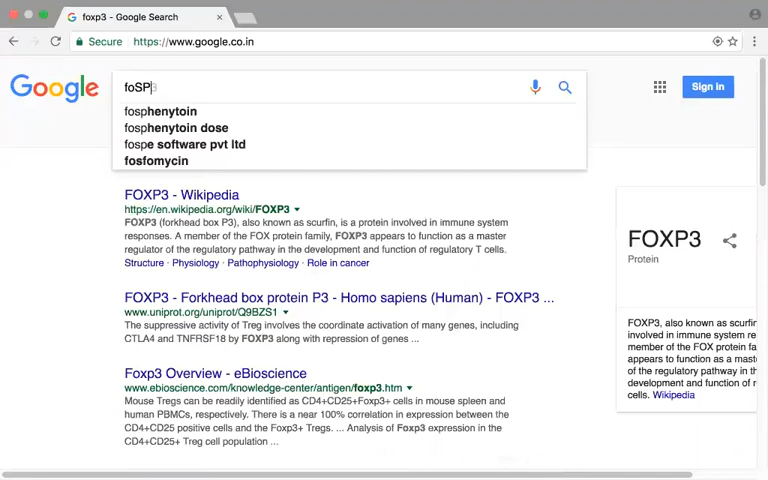 foxp3 - Google Search
Secure https://www.google.co.in
Google
foSP3
Sign in
fosphenytoin
fosphenytoin dose
fospe software pvt ltd
fosfomycin
FOXP3 - Wikipedia
https://en.wikipedia.org/wiki/FOXP3
FOXP3 (forkhead box P3), also known as scurfin, is a protein involved in immune system
responses. A member of the FOX protein family, FOXP3 appears to function as a master
regulator of the regulatory pathway in the development and function of regulatory T cells.
Structure · Physiology · Pathophysiology · Role in cancer
FOXP3 - Forkhead box protein P3 - Homo sapiens (Human) - FOXP3 ...
www.uniprot.org/uniprot/Q9BZS1
The suppressive activity of Treg involves the coordinate activation of many genes, including
CTLA4 and TNFRSF18 by FOXP3 along with repression of genes ...
Foxp3 Overview - eBioscience
www.ebioscience.com/knowledge-center/antigen/foxp3.htm
Mouse Tregs can be readily identified as CD4+CD25+Foxp3+ cells in mouse spleen and
human PBMCs, respectively. There is a near 100% correlation in expression between the
CD4+CD25 positive cells and the Foxp3+ Tregs. ... Analysis of Foxp3 expression in the
CD4+CD25+ Treg cell population ...
FOXP3
Protein
FOXP3, also known as scurfin
involved in immune system re
member of the FOX protein fa
appears to function as a mast
regulatory pathway in the
development and function of re
cells. Wikipedia